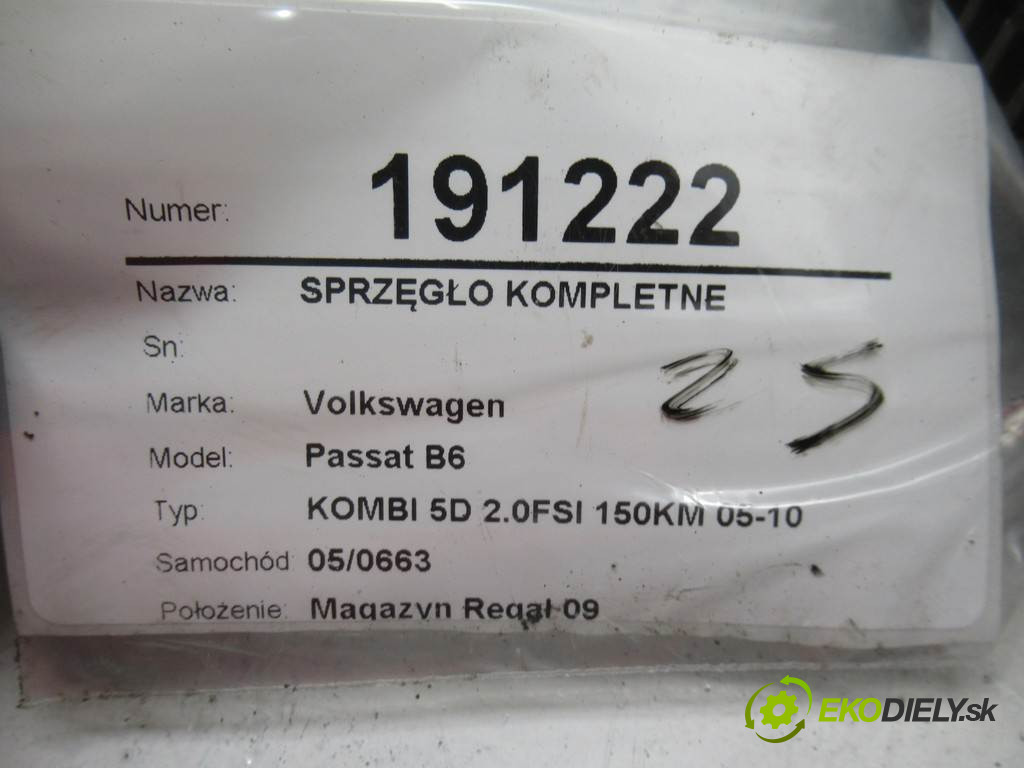 Numer: 191222
Nazwa: SPRZĘGŁO KOMPLETNE
Sn:
25
Marka: Volkswagen
Model: Passat B6
Typ: KOMBI 5D 2.0FSI 150KM 05-10
Samochód 05/0663
Położenie: Magazyn Regał 09
EKODIELY.sk